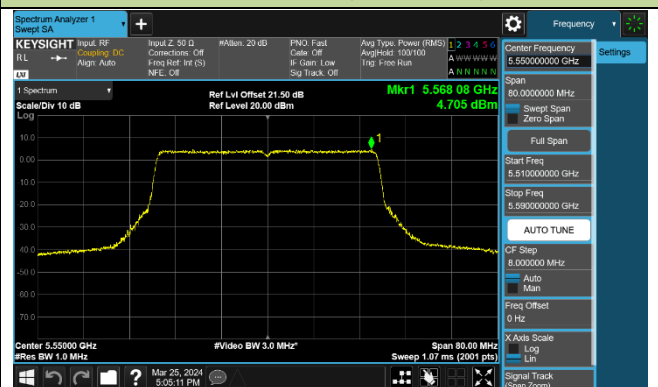 Spectrum Analyzer 1
Swept SA
+
Frequency
KEYSIGHT
Input: RF
Input Z: 50 Ω
#Atten: 20 dB
PNO: Fast
Avg Type: Power (RMS)
1 2 3 4 5 6
RL
Coupling: DC
Corrections: Off
Gate: Off
Avg|Hold: 100/100
A W W W W W
Align: Auto
Freq Ref: Int (S)
IF Gain: Low
Trig: Free Run
LXI
NFE: Off
Sig Track: Off
A N N N N N
Center Frequency
5.550000000 GHz
Settings
Span
80.0000000 MHz
Swept Span
Zero Span
Full Span
Start Freq
5.510000000 GHz
Stop Freq
5.590000000 GHz
AUTO TUNE
CF Step
8.000000 MHz
Auto
Man
Freq Offset
0 Hz
X Axis Scale
Log
Lin
Signal Track
(Span Zoom)
1 Spectrum
Ref Lvl Offset 21.50 dB
Mkr1 5.568 08 GHz
Scale/Div 10 dB
Ref Level 20.00 dBm
4.705 dBm
Log
1
10.0
0.00
-10.0
-20.0
-30.0
-40.0
-50.0
-60.0
-70.0
Center 5.55000 GHz
#Video BW 3.0 MHz*
Span 80.00 MHz
#Res BW 1.0 MHz
Sweep 1.07 ms (2001 pts)
?
Mar 25, 2024
5:05:11 PM